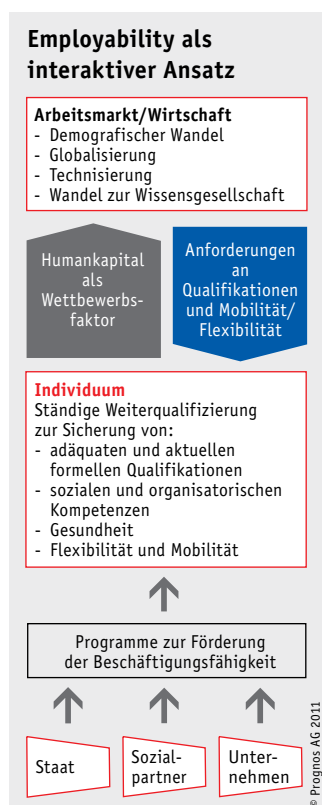 Employability als
interaktiver Ansatz
Arbeitsmarkt/Wirtschaft
- Demografischer Wandel
- Globalisierung
- Technisierung
- Wandel zur Wissensgesellschaft
Humankapital
als
Wettbewerbs-
faktor
Anforderungen
an
Qualifikationen
und Mobilität/
Flexibilität
Individuum
Ständige Weiterqualifizierung
zur Sicherung von:
- adäquaten und aktuellen
formellen Qualifikationen
- sozialen und organisatorischen
Kompetenzen
- Gesundheit
- Flexibilität und Mobilität
Programme zur Förderung
der Beschäftigungsfähigkeit
Staat
Sozial-
partner
Unter-
nehmen
© Prognos AG 2011